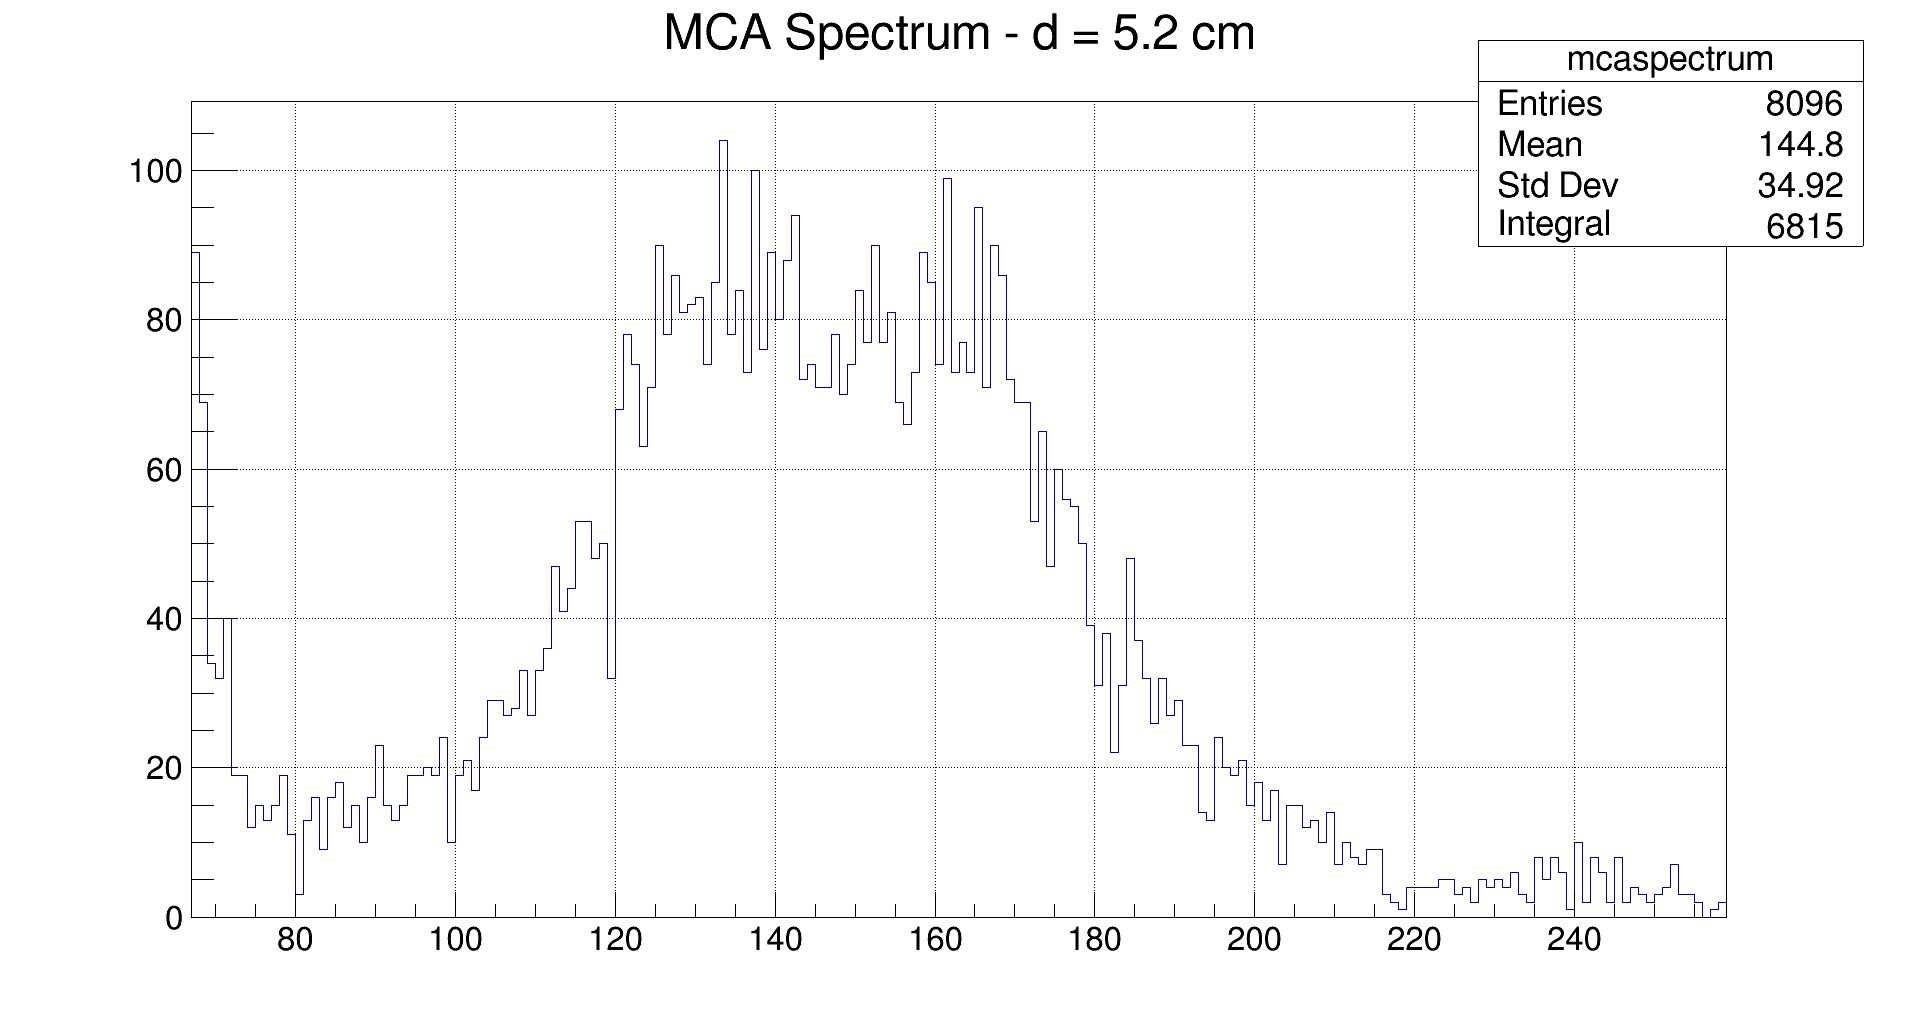 MCA Spectrum - d = 5.2 cm
mcaspectrum
Entries 8096
Mean 144.8
Std Dev 34.92
Integral 6815
100
80
60
40
20
0
80 100 120 140 160 180 200 220 240